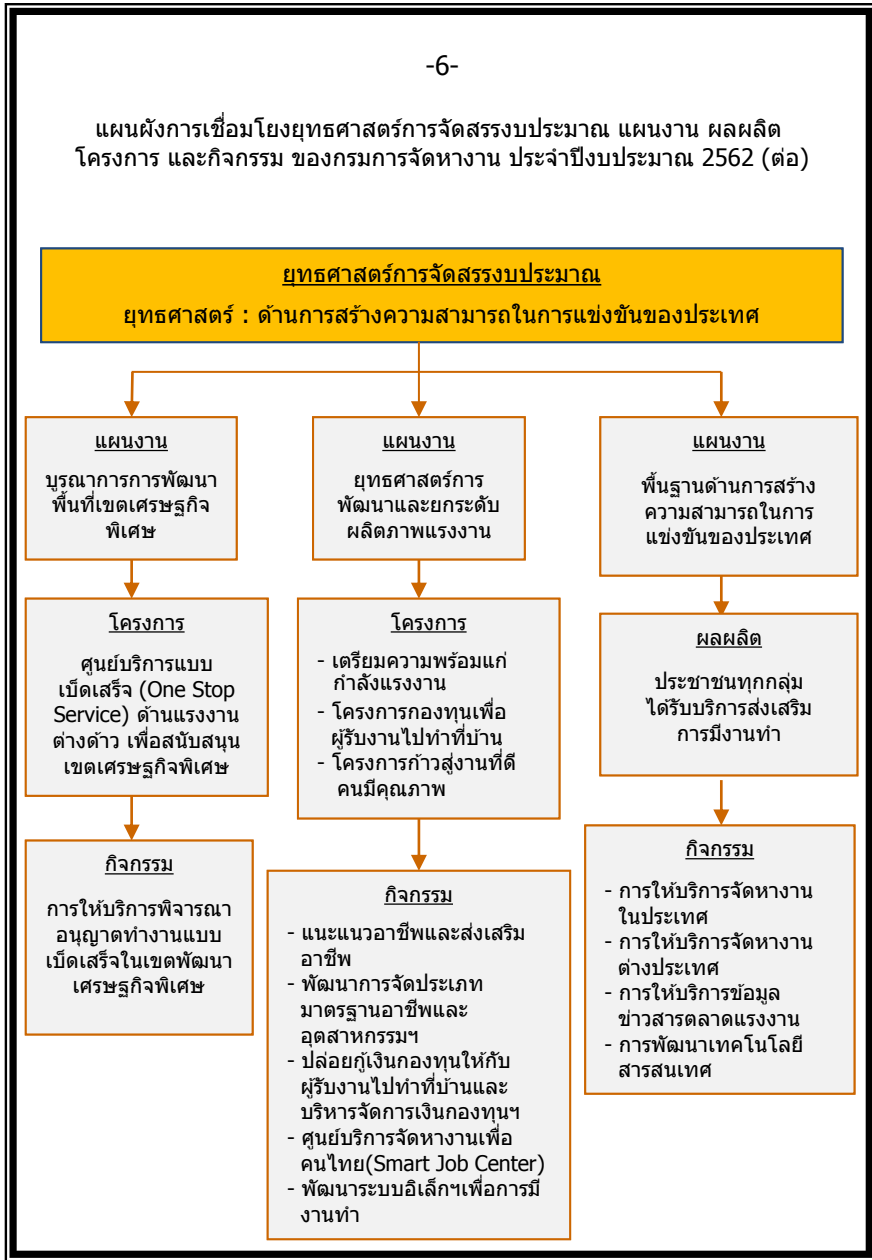 -6-
แผนผังการเชื่อมโยงยุทธศาสตร์การจัดสรรงบประมาณ แผนงาน ผลผลิต
โครงการ และกิจกรรม ของกรมการจัดหางาน ประจำปีงบประมาณ 2562 (ต่อ)
ยุทธศาสตร์การจัดสรรงบประมาณ
ยุทธศาสตร์ : ด้านการสร้างความสามารถในการแข่งขันของประเทศ
แผนงาน
บูรณาการการพัฒนา
พื้นที่เขตเศรษฐกิจ
พิเศษ
โครงการ
ศูนย์บริการแบบ
เบ็ดเสร็จ (One Stop
Service) ด้านแรงงาน
ต่างด้าว เพื่อสนับสนุน
เขตเศรษฐกิจพิเศษ
กิจกรรม
การให้บริการพิจารณา
อนุญาตทำงานแบบ
เบ็ดเสร็จในเขตพัฒนา
เศรษฐกิจพิเศษ
แผนงาน
ยุทธศาสตร์การ
พัฒนาและยกระดับ
ผลิตภาพแรงงาน
โครงการ
- เตรียมความพร้อมแก่
กำลังแรงงาน
- โครงการกองทุนเพื่อ
ผู้รับงานไปทำที่บ้าน
- โครงการก้าวสู่งานที่ดี
คนมีคุณภาพ
กิจกรรม
- แนะแนวอาชีพและส่งเสริม
อาชีพ
- พัฒนาการจัดประเภท
มาตรฐานอาชีพและ
อุตสาหกรรมฯ
- ปล่อยกู้เงินกองทุนให้กับ
ผู้รับงานไปทำที่บ้านและ
บริหารจัดการเงินกองทุนฯ
- ศูนย์บริการจัดหางานเพื่อ
คนไทย(Smart Job Center)
- พัฒนาระบบอิเล็กฯเพื่อการมี
งานทำ
แผนงาน
พื้นฐานด้านการสร้าง
ความสามารถในการ
แข่งขันของประเทศ
ผลผลิต
ประชาชนทุกกลุ่ม
ได้รับบริการส่งเสริม
การมีงานทำ
กิจกรรม
- การให้บริการจัดหางาน
ในประเทศ
- การให้บริการจัดหางาน
ต่างประเทศ
- การให้บริการข้อมูล
ข่าวสารตลาดแรงงาน
- การพัฒนาเทคโนโลยี
สารสนเทศ